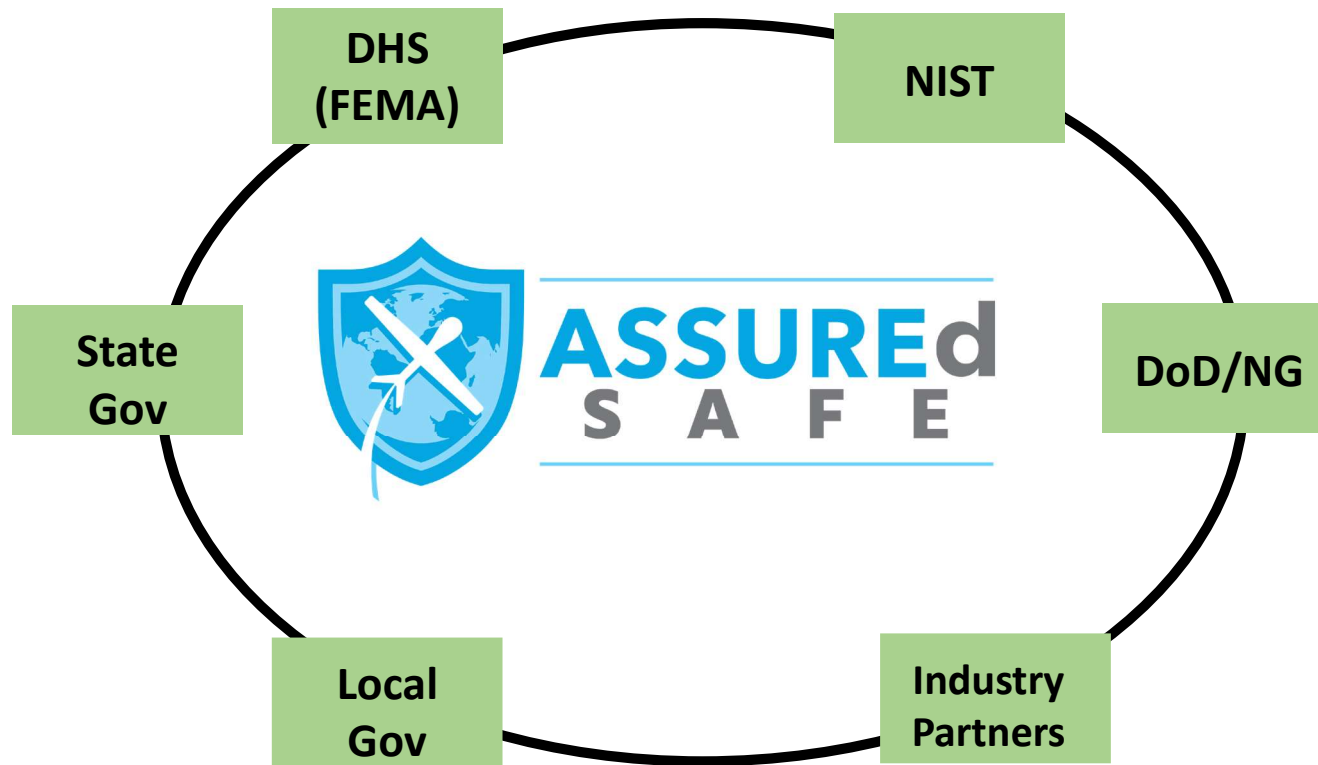 DHS
(FEMA)
NIST
State
Gov
ASSUREd
SAFE
DoD/NG
Local
Gov
Industry
Partners